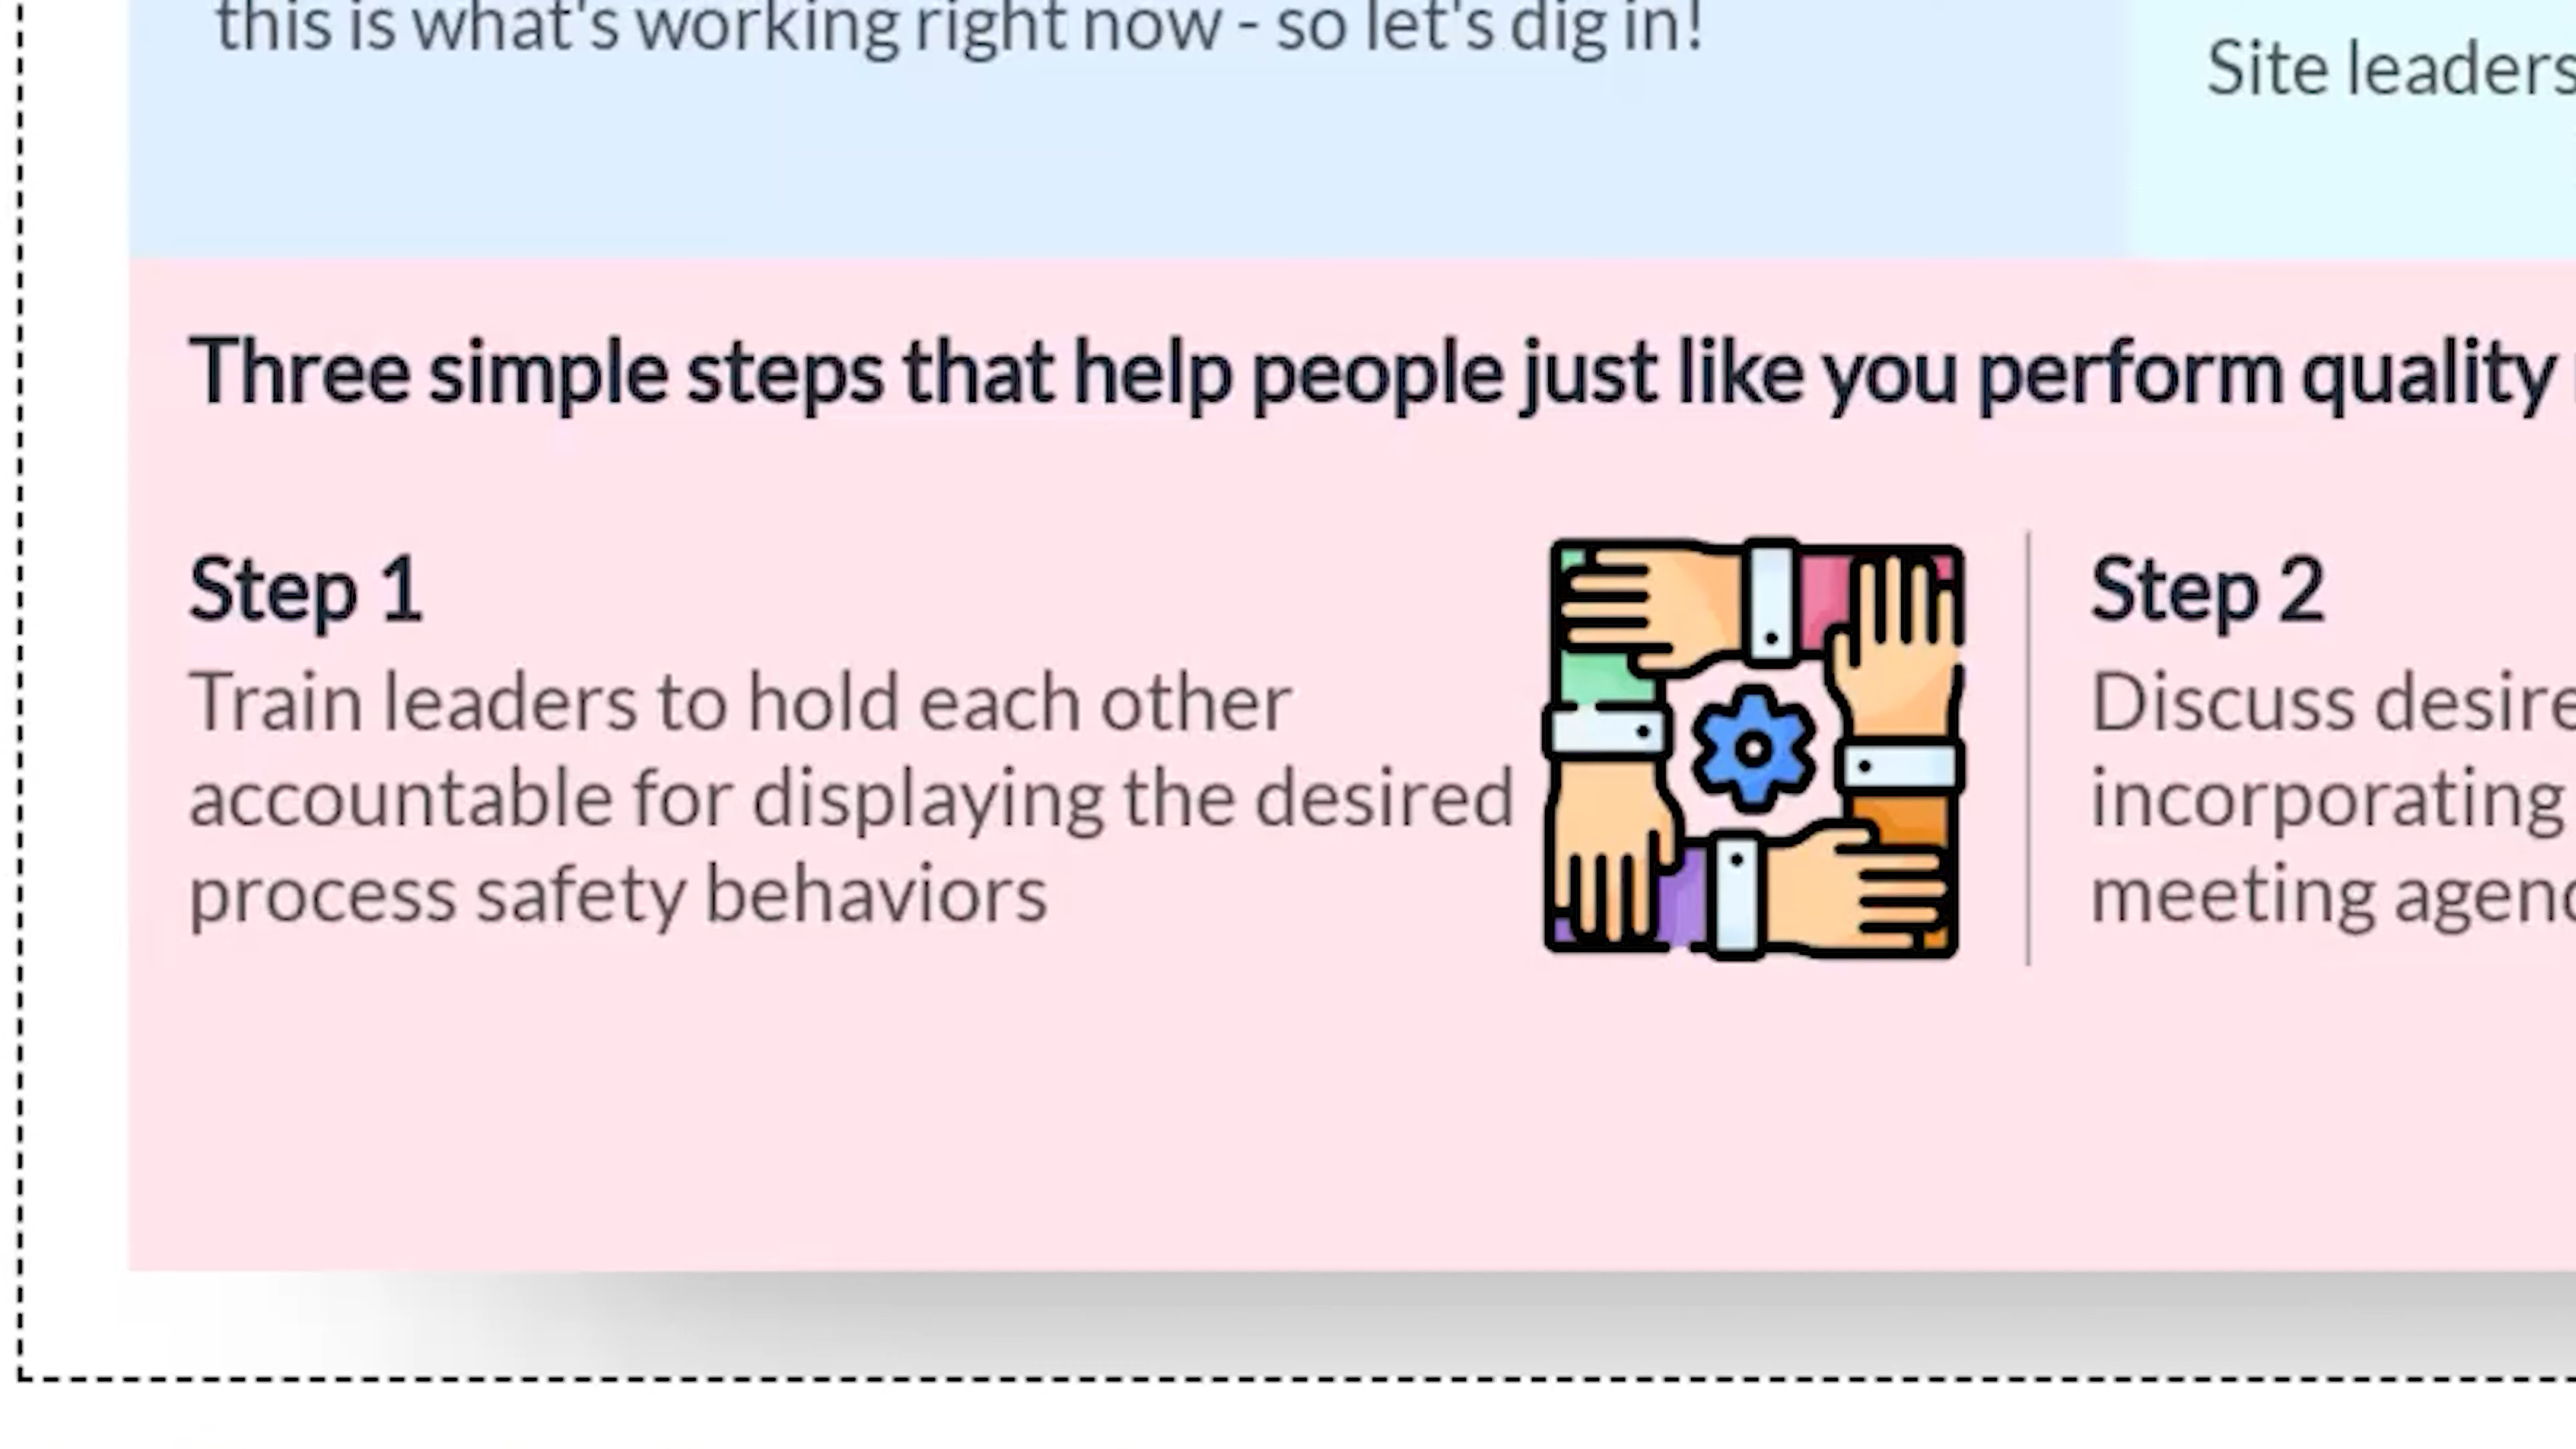 this is what's working right now - so let's dig in!
Site leaders
Three simple steps that help people just like you perform quality
Step 1
Train leaders to hold each other
accountable for displaying the desired
process safety behaviors
Step 2
Discuss
incorporating
meeting